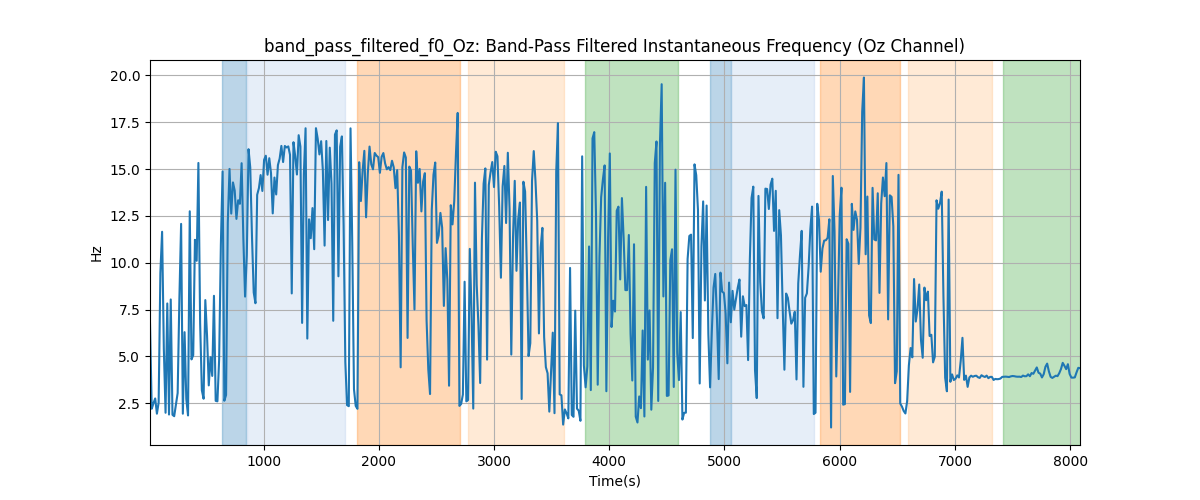 band_pass_filtered_f0_Oz: Band-Pass Filtered Instantaneous Frequency (Oz Channel)
20.0
17.5
15.0
12.5
10.0
7.5
5.0
2.5
Hz
1000 2000 3000 4000 5000 6000 7000 8000
Time(s)